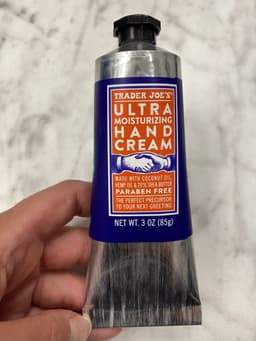 TRADER JOE'S
ULTRA
MOISTURIZING
HAND
CREAM
MADE WITH COCONUT OIL,
HEMP OIL & 20% SHEA BUTTER
PARABEN FREE
THE PERFECT PRECURSOR
TO YOUR NEXT GREETING!
NET WT. 3 OZ (85g)